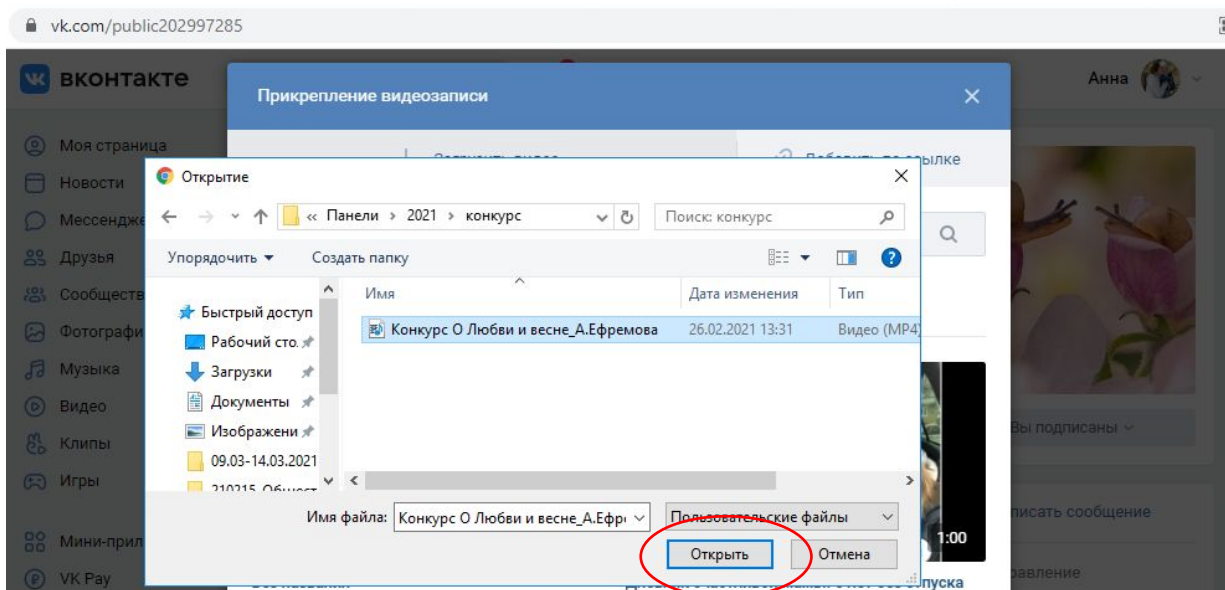 vk.com/public202997285
вконтакте
Анна
Прикрепление видеозаписи
Моя страница
Новости
Мессендже
Друзья
Сообществ
Фотографи
Музыка
Видео
Клипы
Игры
Мини-прил
VK Pay
Открытие
« Панели › 2021 › конкурс
Поиск: конкурс
Упорядочить
Создать папку
Имя
Дата изменения
Тип
Быстрый доступ
Рабочий сто.
Загрузки
Документы
Изображени
09.03-14.03.2021
Конкурс О Любви и весне_А.Ефремова 26.02.2021 13:31 Видео (MP4)
Имя файла: Конкурс О Любви и весне_А.Ефр
Пользовательские файлы
Открыть
Отмена
1:00
Вы подписаны
писать сообщение